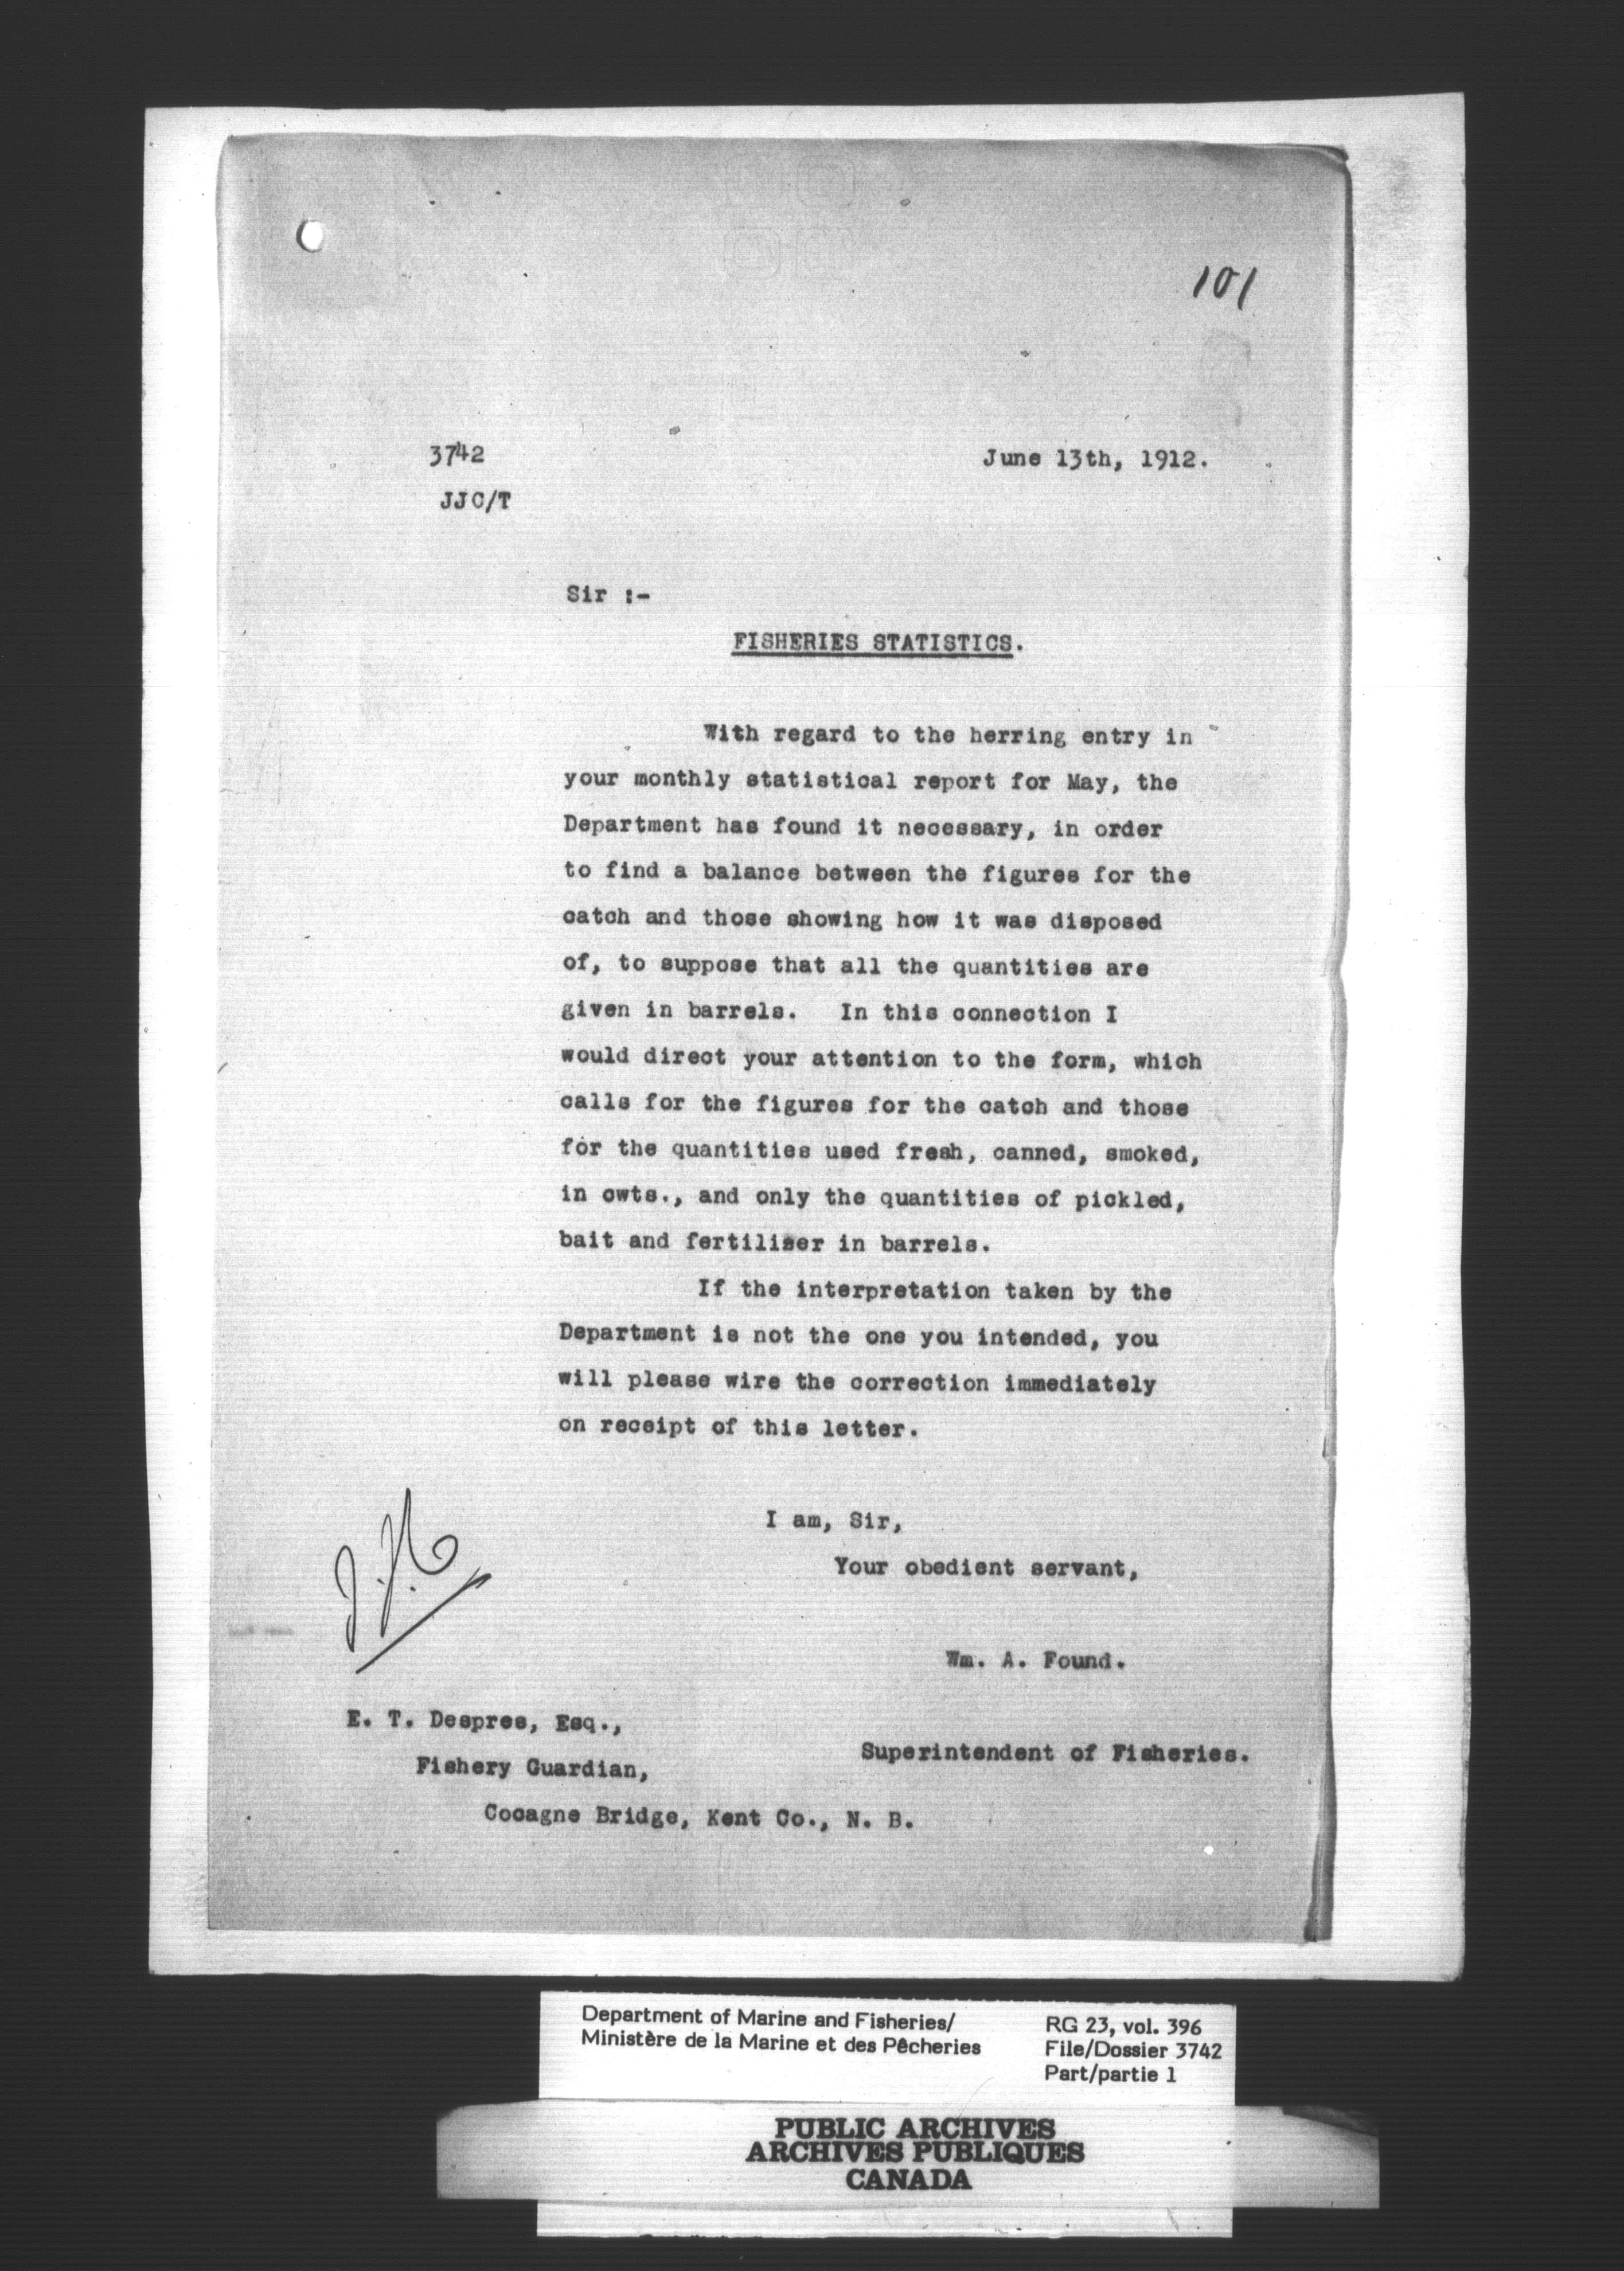 101
3742
June 13th, 1912.
JJC/T
Sir :-
FISHERIES STATISTICS.
With regard to the herring entry in
your monthly statistical report for May, the
Department has found it necessary, in order
to find a balance between the figures for the
catch and those showing how it was disposed
of, to suppose that all the quantities are
given in barrels. In this connection I
would direct your attention to the form, which
calls for the figures for the catch and those
for the quantities used fresh, canned, smoked,
in cwts., and only the quantities of pickled,
bait and fertilizer in barrels.
If the interpretation taken by the
Department is not the one you intended, you
will please wire the correction immediately
on receipt of this letter.
I am, Sir,
Your obedient servant,
Wm. A. Found.
Superintendent of Fisheries.
E. T. Despres, Esq.,
Fishery Guardian,
Cocagne Bridge, Kent Co., N. B.
Department of Marine and Fisheries/
Ministère de la Marine et des Pêcheries
RG 23, vol. 396
File/Dossier 3742
Part/partie 1
PUBLIC ARCHIVES
ARCHIVES PUBLIQUES
CANADA